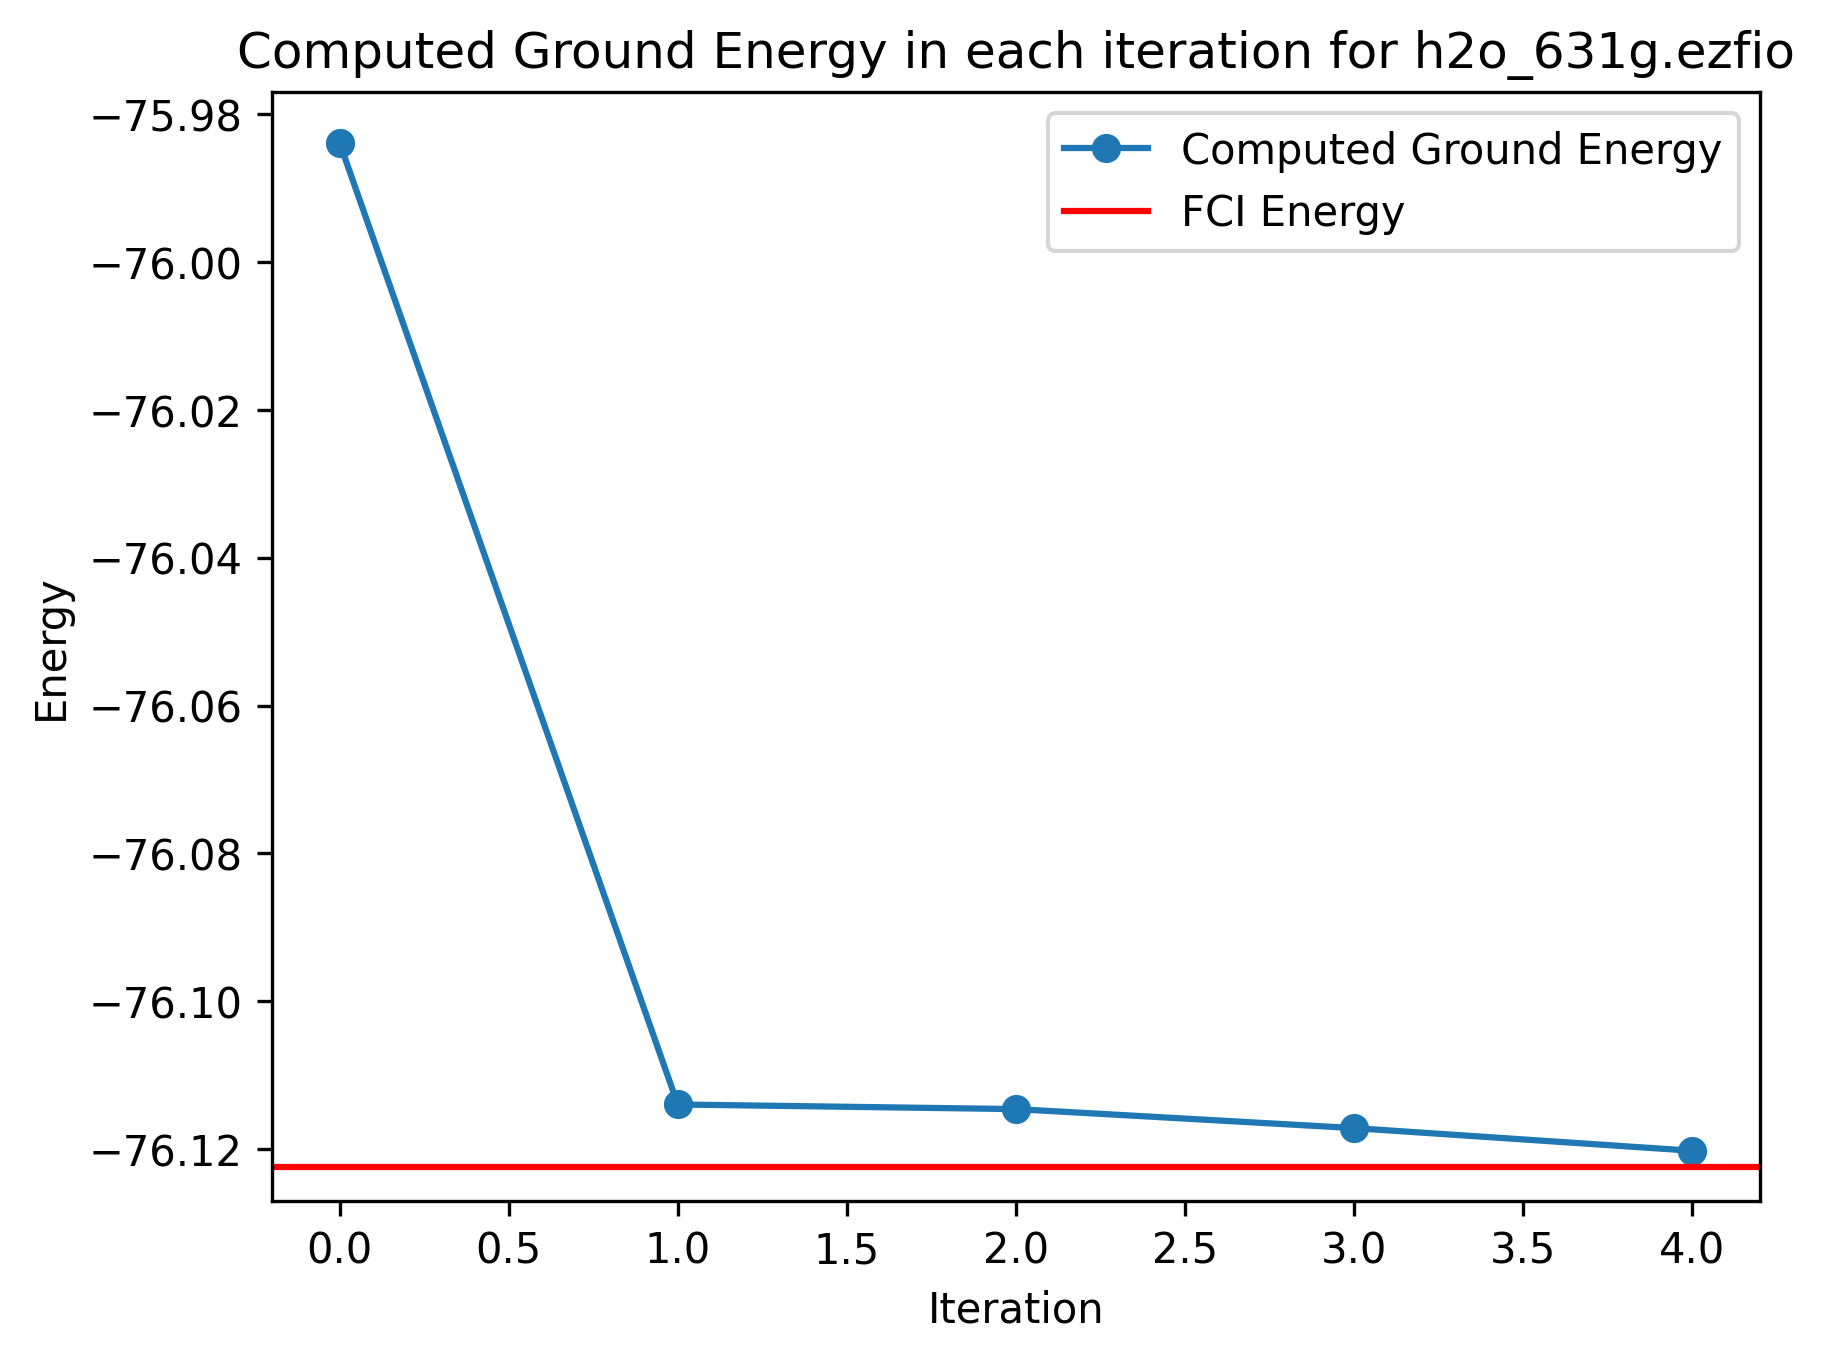 Computed Ground Energy in each iteration for h2o_631g.ezfio
Computed Ground Energy
FCI Energy
Energy
−75.98
−76.00
−76.02
−76.04
−76.06
−76.08
−76.10
−76.12
0.0 0.5 1.0 1.5 2.0 2.5 3.0 3.5 4.0
Iteration